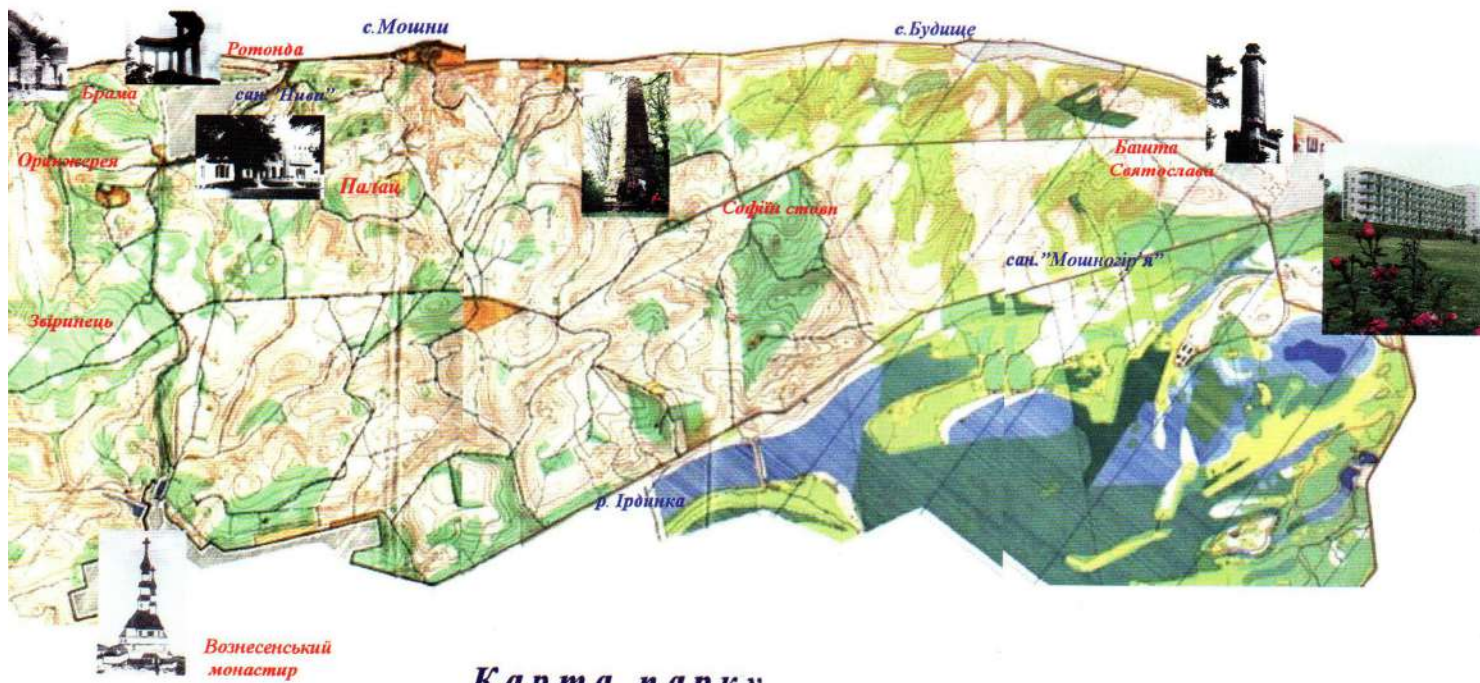 с.Мошни
с.Будище
Ротонда
Брама
сан."Нива"
Оранжерея
Палац
Башта
Святослава
Софіїн стовп
сан."Мошногір'я"
Звіринець
р. Ірдинка
Вознесенський
монастир
Карта парку